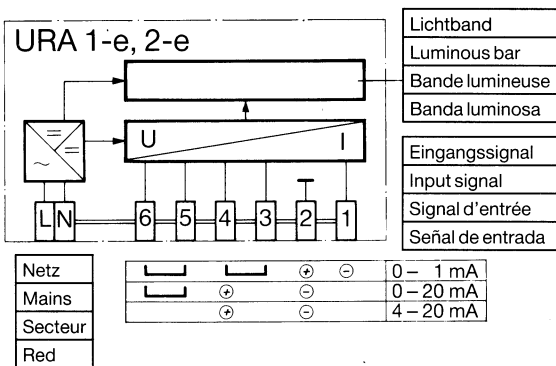 URA 1-e, 2-e
Lichtband
Luminous bar
Bande lumineuse
Banda luminosa
U I
Eingangssignal
Input signal
Signal d'entrée
Señal de entrada
L N 6 5 4 3 2 1
Netz
Mains
Secteur
Red
+ − 0 – 1 mA
+ − 0 – 20 mA
+ − 4 – 20 mA